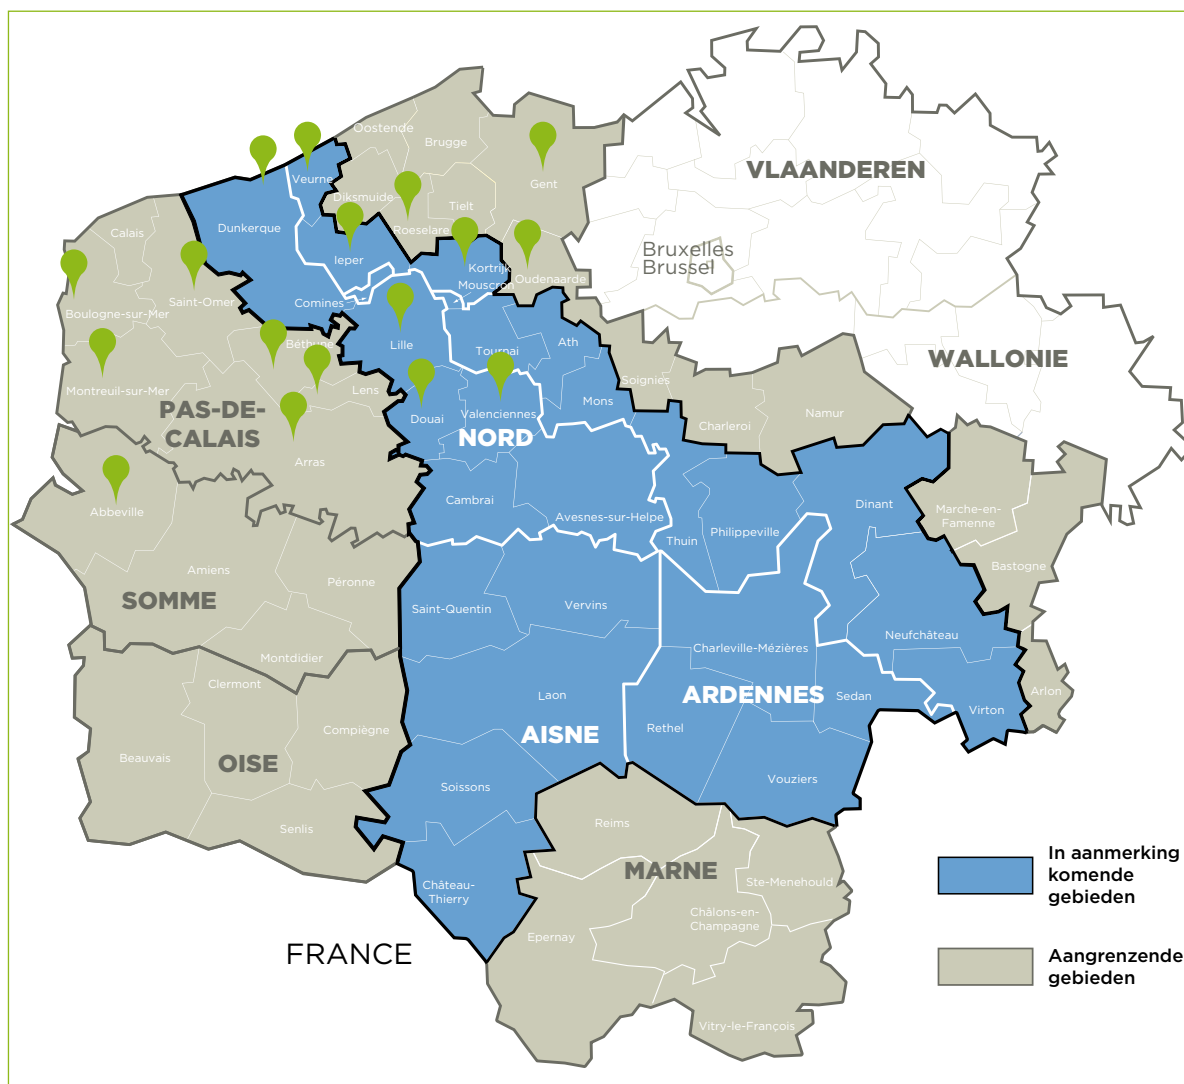 Oostende
Brugge
VLAANDEREN
Veurne
Diksmuide
Gent
Tielt
Calais
Dunkerque
Roeselare
Ieper
Bruxelles
Brussel
Kortrijk
Mouscron
Oudenaarde
Saint-Omer
Comines
Boulogne-sur-Mer
Béthune
Lille
Tournai
Ath
WALLONIE
Soignies
Montreuil-sur-Mer
Lens
Mons
Namur
PAS-DE-
CALAIS
Douai
Valenciennes
NORD
Charleroi
Arras
Cambrai
Abbeville
Avesnes-sur-Helpe
Dinant
Marche-en-
Famenne
Thuin
Philippeville
Bastogne
Amiens
Péronne
SOMME
Saint-Quentin
Vervins
Neufchâteau
Charleville-Mézières
Montdidier
Clermont
Laon
ARDENNES
Sedan
Arlon
Virton
Compiègne
Rethel
AISNE
Beauvais
OISE
Soissons
Vouziers
Senlis
Reims
MARNE
Château-
Thierry
Ste-Menehould
Châlons-en-
Champagne
Epernay
FRANCE
Vitry-le-François
In aanmerking
komende
gebieden
Aangrenzende
gebieden